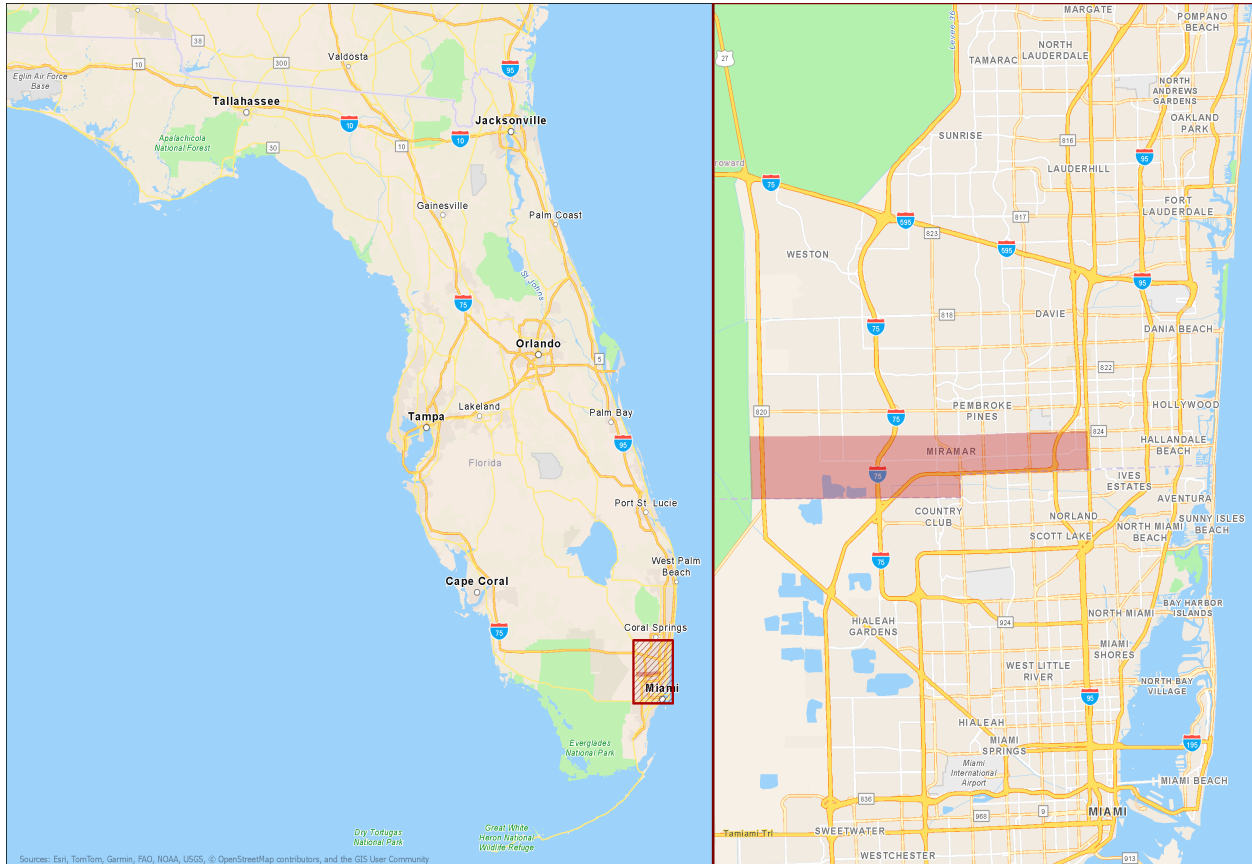 38
10
300
Valdosta
95
Eglin Air Force
Base
Tallahassee
10
Jacksonville
10
10
Apalachicola
National Forest
30
Gainesville
Palm Coast
St Johns
75
Orlando
5
Lakeland
Palm Bay
Tampa
95
Florida
Port St. Lucie
West Palm
Beach
Cape Coral
75
Coral Springs
Miami
Everglades
National Park
Great White
Heron National
Wildlife Refuge
Dry Tortugas
National Park
Sources: Esri, TomTom, Garmin, FAO, NOAA, USGS, © OpenStreetMap contributors, and the GIS User Community
MARGATE
POMPANO
BEACH
27
NORTH
LAUDERDALE
TAMARAC
NORTH
ANDREWS
GARDENS
OAKLAND
PARK
SUNRISE
816
95
roward
LAUDERHILL
75
FORT
LAUDERDALE
595
817
823
595
WESTON
95
818
DAVIE
75
DANIA BEACH
822
PEMBROKE
PINES
HOLLYWOOD
820
75
824
HALLANDALE
BEACH
MIRAMAR
75
IVES
ESTATES
AVENTURA
COUNTRY
CLUB
NORLAND
NORTH MIAMI
BEACH
SUNNY ISLES
BEACH
SCOTT LAKE
75
BAY HARBOR
ISLANDS
NORTH MIAMI
924
HIALEAH
GARDENS
MIAMI
SHORES
WEST LITTLE
RIVER
NORTH BAY
VILLAGE
95
HIALEAH
MIAMI
SPRINGS
195
Miami
International
Airport
MIAMI BEACH
836
968
9
MIAMI
Tamiami Trl
SWEETWATER
WESTCHESTER
913